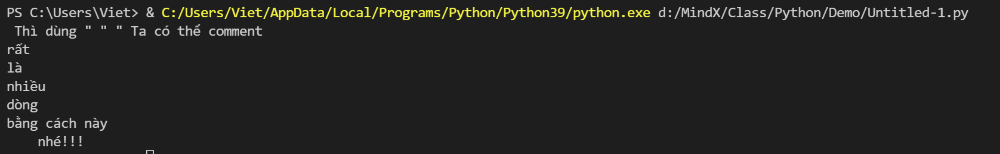 PS C:\Users\Viet> & C:/Users/Viet/AppData/Local/Programs/Python/Python39/python.exe d:/MindX/Class/Python/Demo/Untitled-1.py
Thì dùng " " " Ta có thể comment
rất
là
nhiều
dòng
bằng cách này
nhé!!!